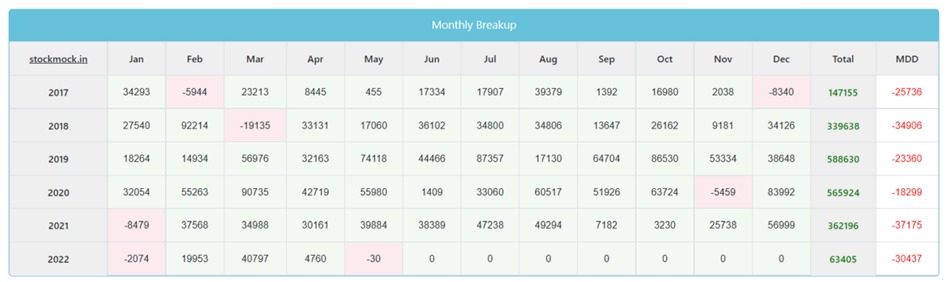 Monthly Breakup
stockmock.in Jan Feb Mar Apr May Jun Jul Aug Sep Oct Nov Dec Total MDD
2017 34293 -5944 23213 8445 455 17334 17907 39379 1392 16980 2038 -8340 147155 -25736
2018 27540 92214 -19135 33131 17060 36102 34800 34806 13647 26162 9181 34126 339638 -34906
2019 18264 14934 56976 32163 74118 44466 87357 17130 64704 86530 53334 38648 588630 -23360
2020 32054 55263 90735 42719 55980 1409 33060 60517 51926 63724 -5459 83992 565924 -18299
2021 -8479 37568 34988 30161 39884 38389 47238 49294 7182 3230 25738 56999 362196 -37175
2022 -2074 19953 40797 4760 -30 0 0 0 0 0 0 0 63405 -30437